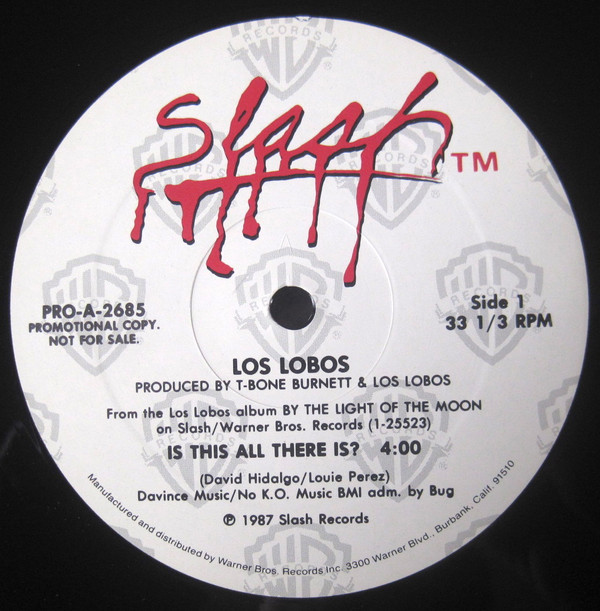 Slash TM
PRO-A-2685
PROMOTIONAL COPY.
NOT FOR SALE.
Side 1
33 1/3 RPM
LOS LOBOS
PRODUCED BY T-BONE BURNETT & LOS LOBOS
From the Los Lobos album BY THE LIGHT OF THE MOON
on Slash/Warner Bros. Records (1-25523)
IS THIS ALL THERE IS? 4:00
(David Hidalgo/Louie Perez)
Davince Music/No K.O. Music BMI adm. by Bug
℗ 1987 Slash Records
Manufactured and distributed by Warner Bros. Records Inc. 3300 Warner Blvd., Burbank, Calif. 91510